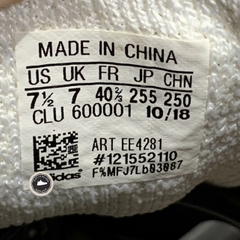 MADE IN CHINA
US UK FR JP CHN
7½ 7 40⅔ 255 250
CLU 600001 10/18
ART EE4281
#121552110
adidas F%MFJ7Lb03087